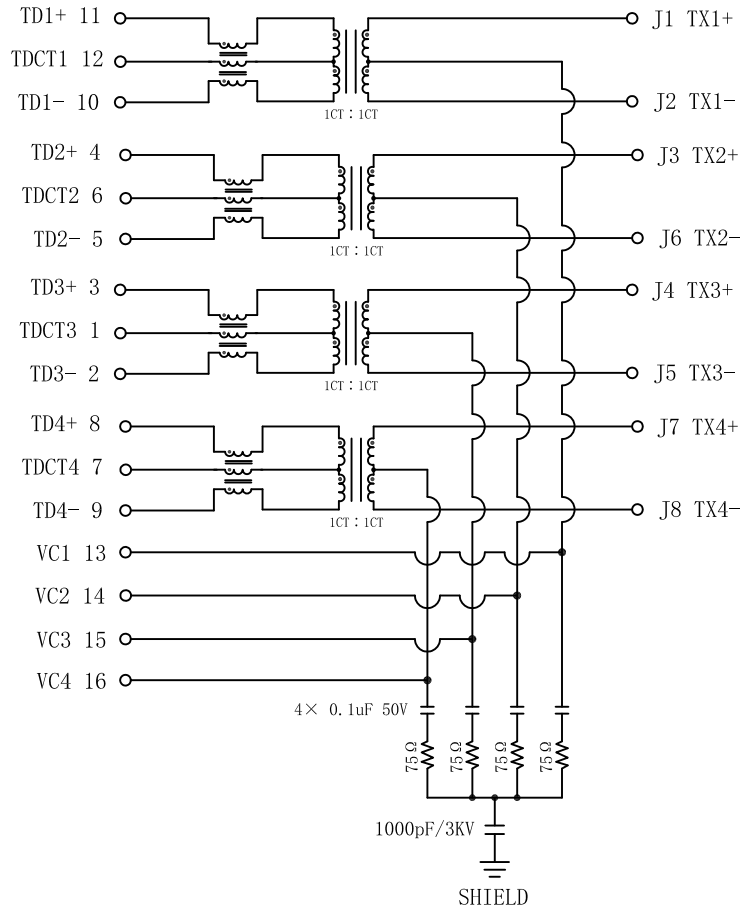 TD1+ 11
J1 TX1+
TDCT1 12
TD1- 10
J2 TX1-
1CT:1CT
TD2+ 4
J3 TX2+
TDCT2 6
TD2- 5
J6 TX2-
1CT:1CT
TD3+ 3
J4 TX3+
TDCT3 1
TD3- 2
J5 TX3-
1CT:1CT
TD4+ 8
J7 TX4+
TDCT4 7
TD4- 9
J8 TX4-
1CT:1CT
VC1 13
VC2 14
VC3 15
VC4 16
4× 0.1uF 50V
75Ω
75Ω
75Ω
75Ω
1000pF/3KV
SHIELD